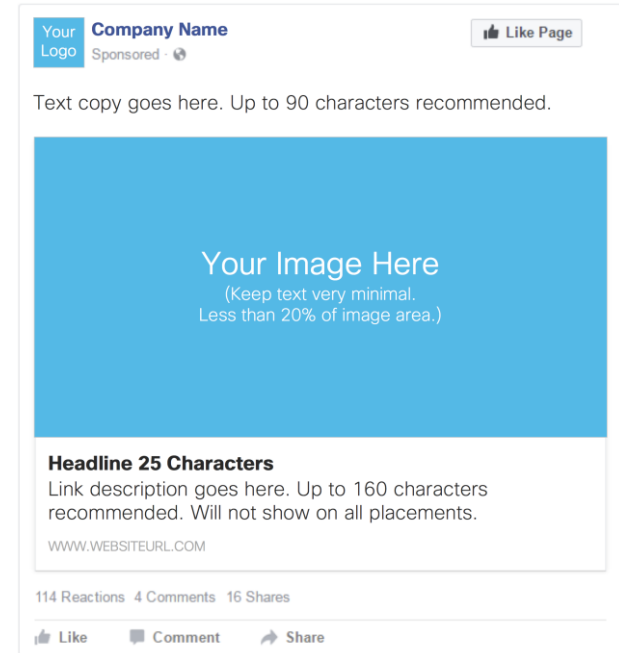 Your
Logo
Company Name
Sponsored ·
Like Page
Text copy goes here. Up to 90 characters recommended.
Your Image Here
(Keep text very minimal.
Less than 20% of image area.)
Headline 25 Characters
Link description goes here. Up to 160 characters
recommended. Will not show on all placements.
WWW.WEBSITEURL.COM
114 Reactions 4 Comments 16 Shares
Like Comment Share